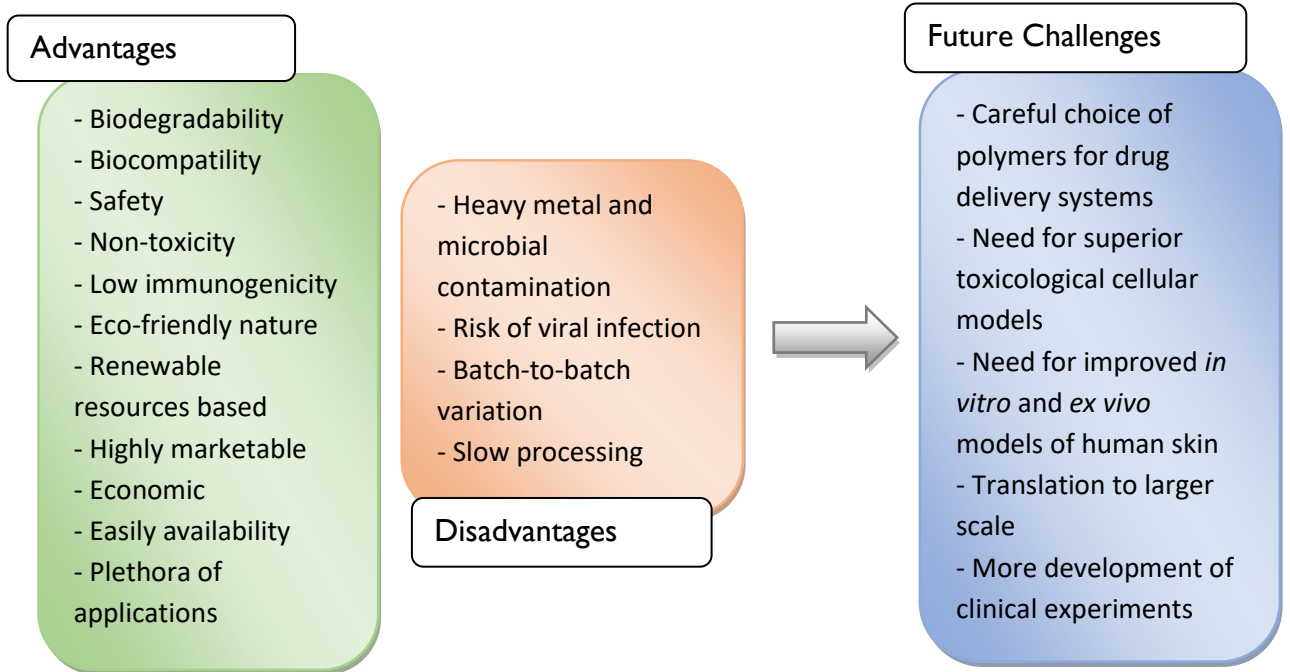 Advantages
- Biodegradability
- Biocompatility
- Safety
- Non-toxicity
- Low immunogenicity
- Eco-friendly nature
- Renewable
resources based
- Highly marketable
- Economic
- Easily availability
- Plethora of
applications
- Heavy metal and
microbial
contamination
- Risk of viral infection
- Batch-to-batch
variation
- Slow processing
Disadvantages
Future Challenges
- Careful choice of
polymers for drug
delivery systems
- Need for superior
toxicological cellular
models
- Need for improved in
vitro and ex vivo
models of human skin
- Translation to larger
scale
- More development of
clinical experiments